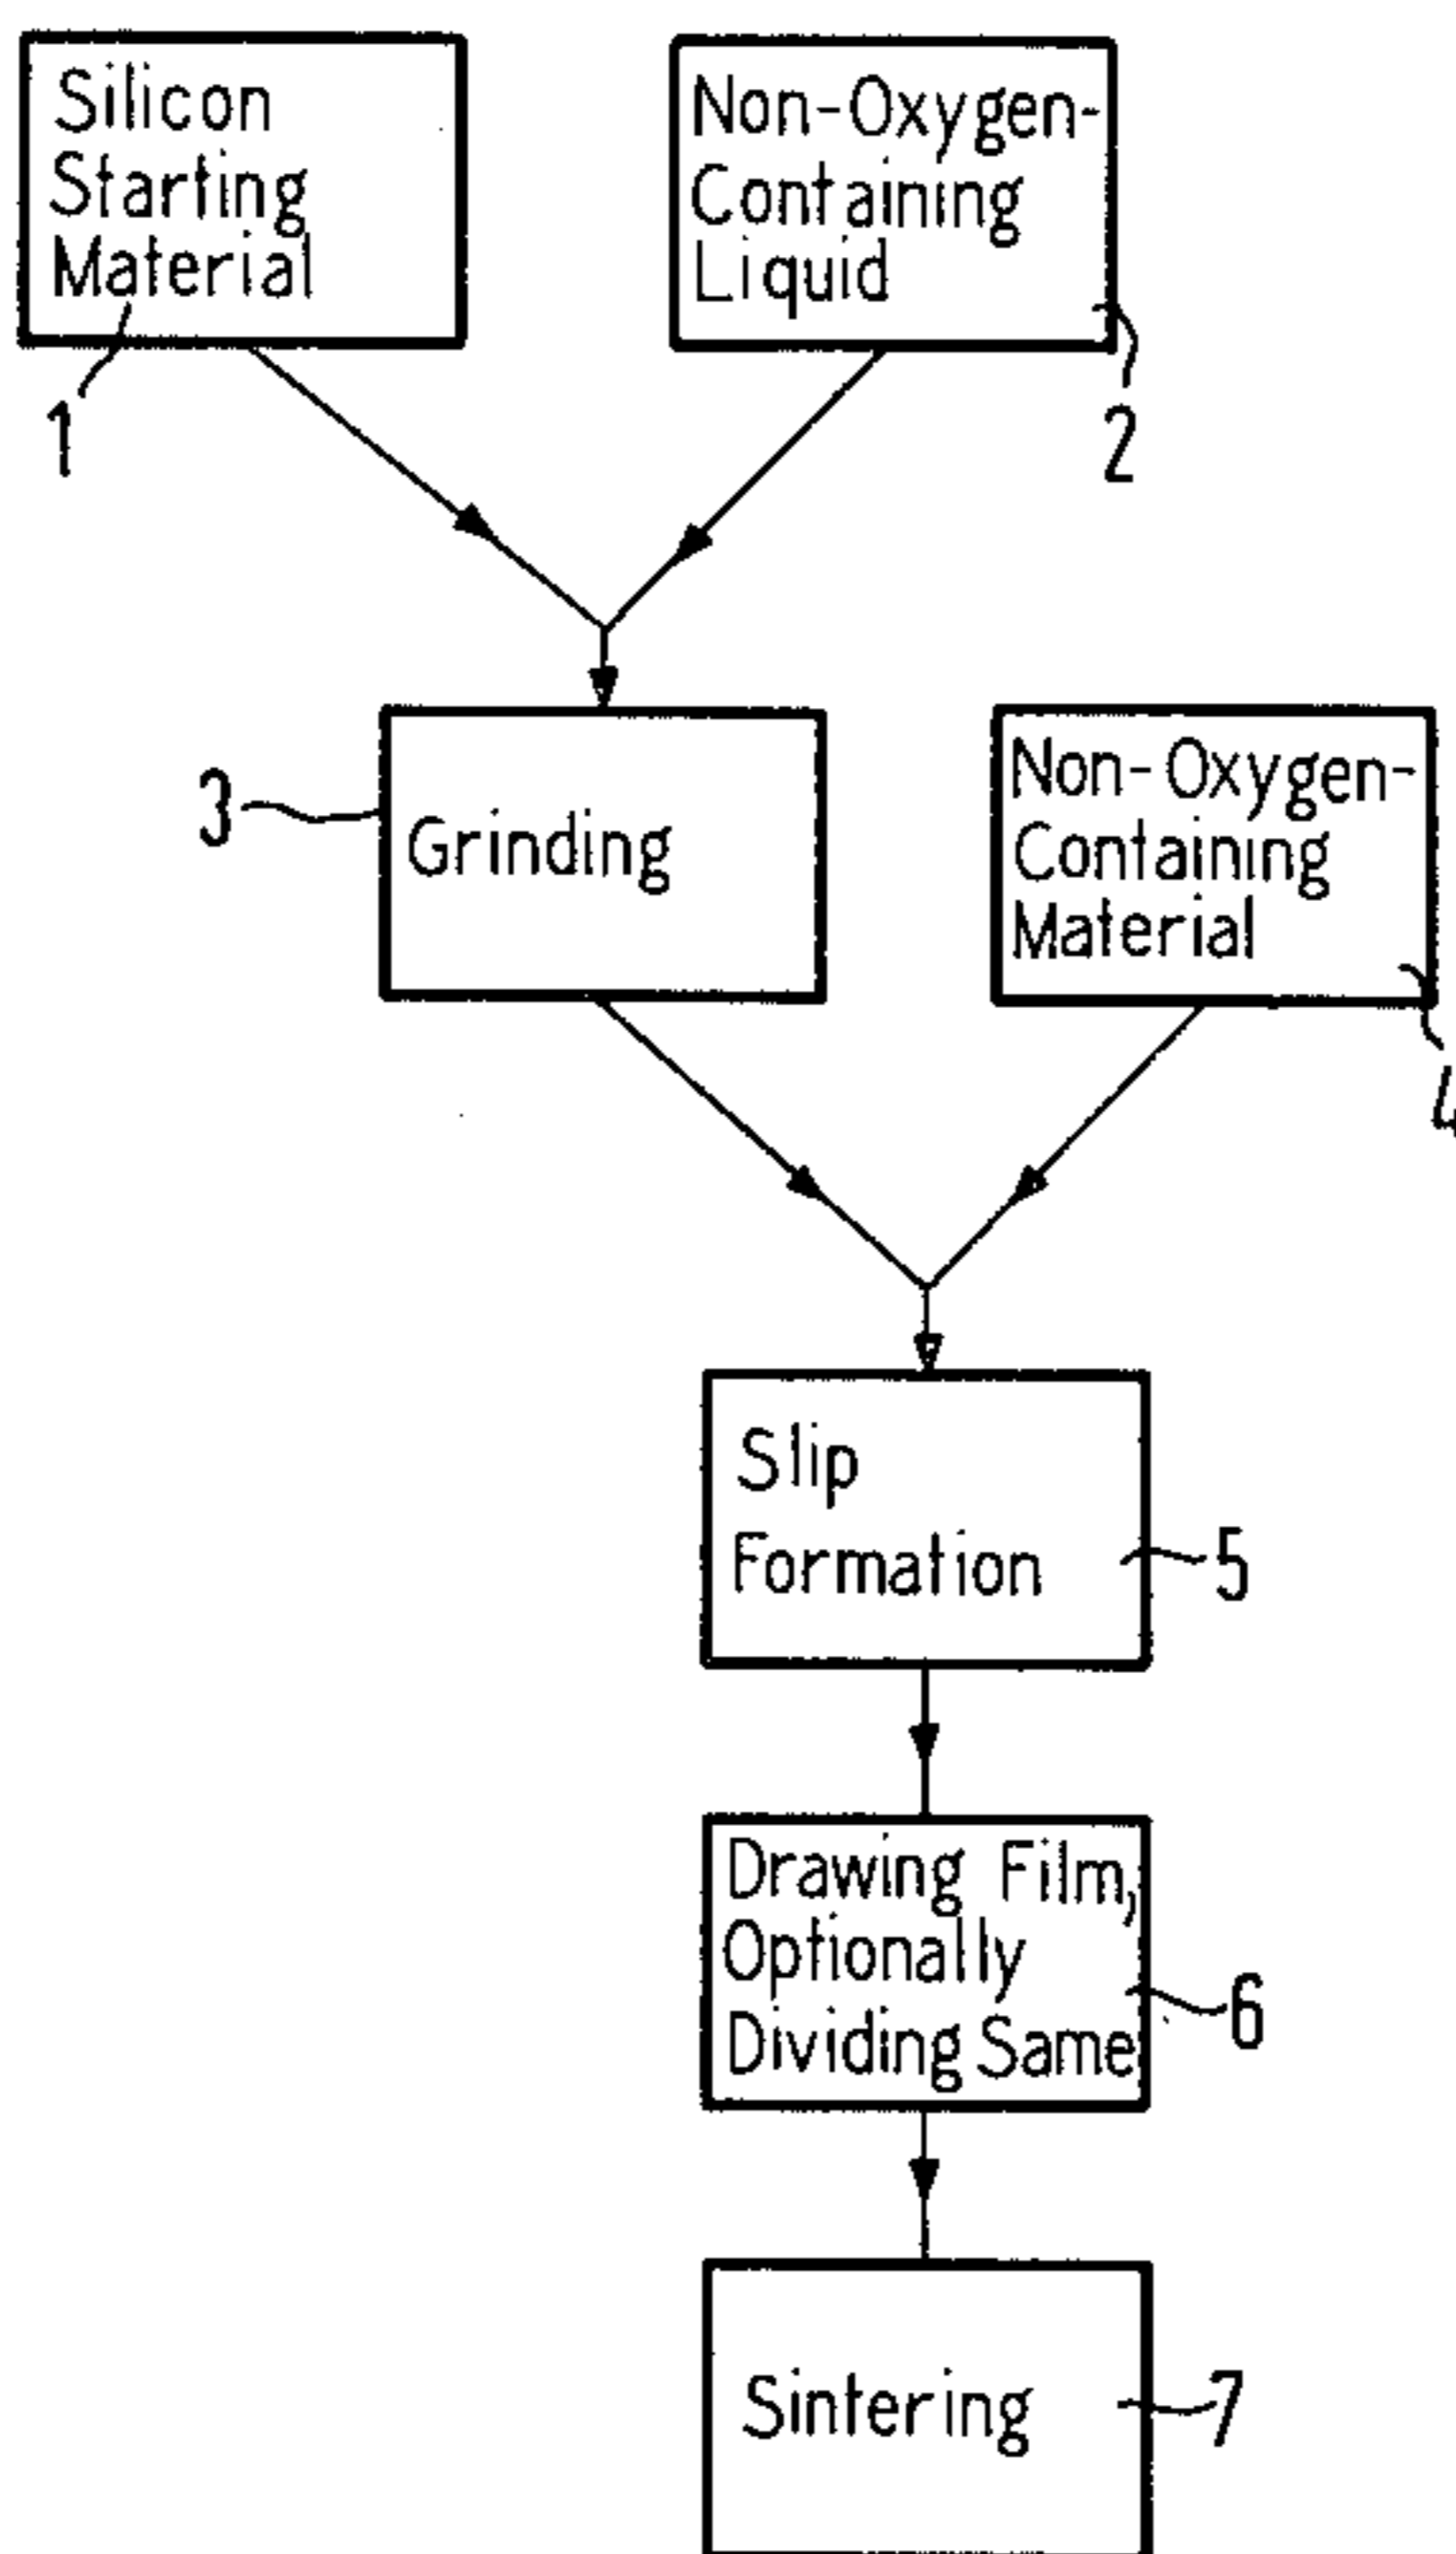 Silicon
Starting
Material
1
Non-Oxygen-
Containing
Liquid
2
3
Grinding
Non-Oxygen-
Containing
Material
4
Slip
Formation
5
Drawing Film,
Optionally
Dividing Same
6
Sintering
7